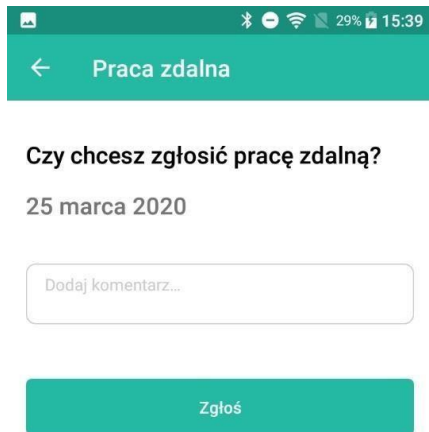 29% 15:39
Praca zdalna
Czy chcesz zgłosić pracę zdalną?
25 marca 2020
Dodaj komentarz...
Zgłoś